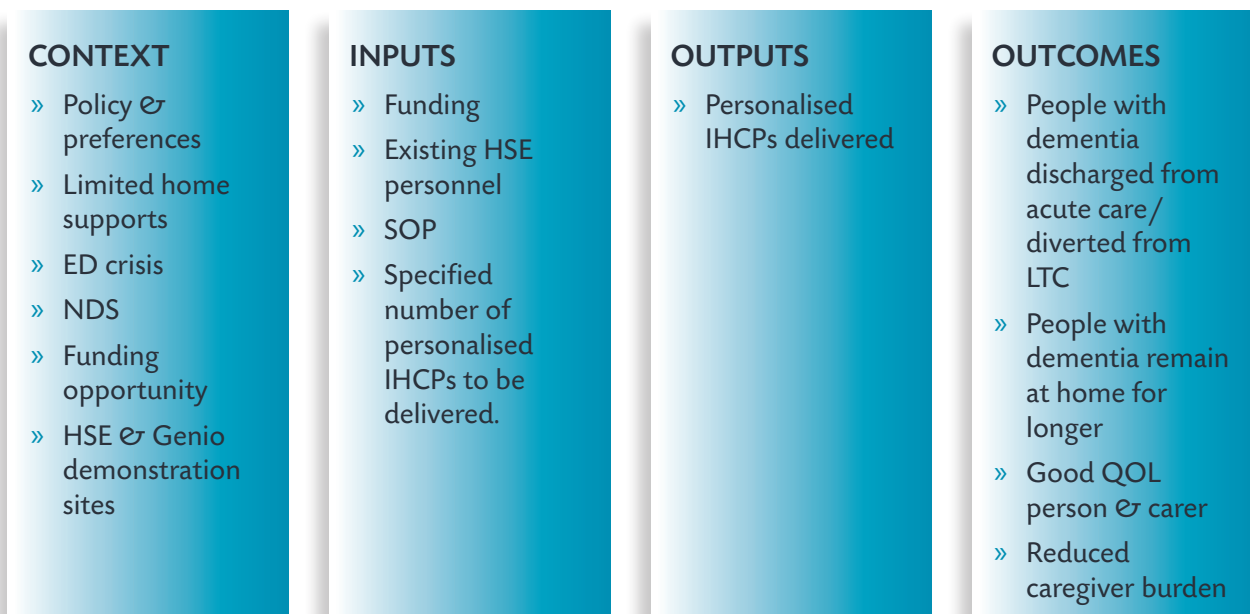 CONTEXT
» Policy &
preferences
» Limited home
supports
» ED crisis
» NDS
» Funding
opportunity
» HSE & Genio
demonstration
sites
INPUTS
» Funding
» Existing HSE
personnel
» SOP
» Specified
number of
personalised
IHCPs to be
delivered.
OUTPUTS
» Personalised
IHCPs delivered
OUTCOMES
» People with
dementia
discharged from
acute care/
diverted from
LTC
» People with
dementia remain
at home for
longer
» Good QOL
person & carer
» Reduced
caregiver burden